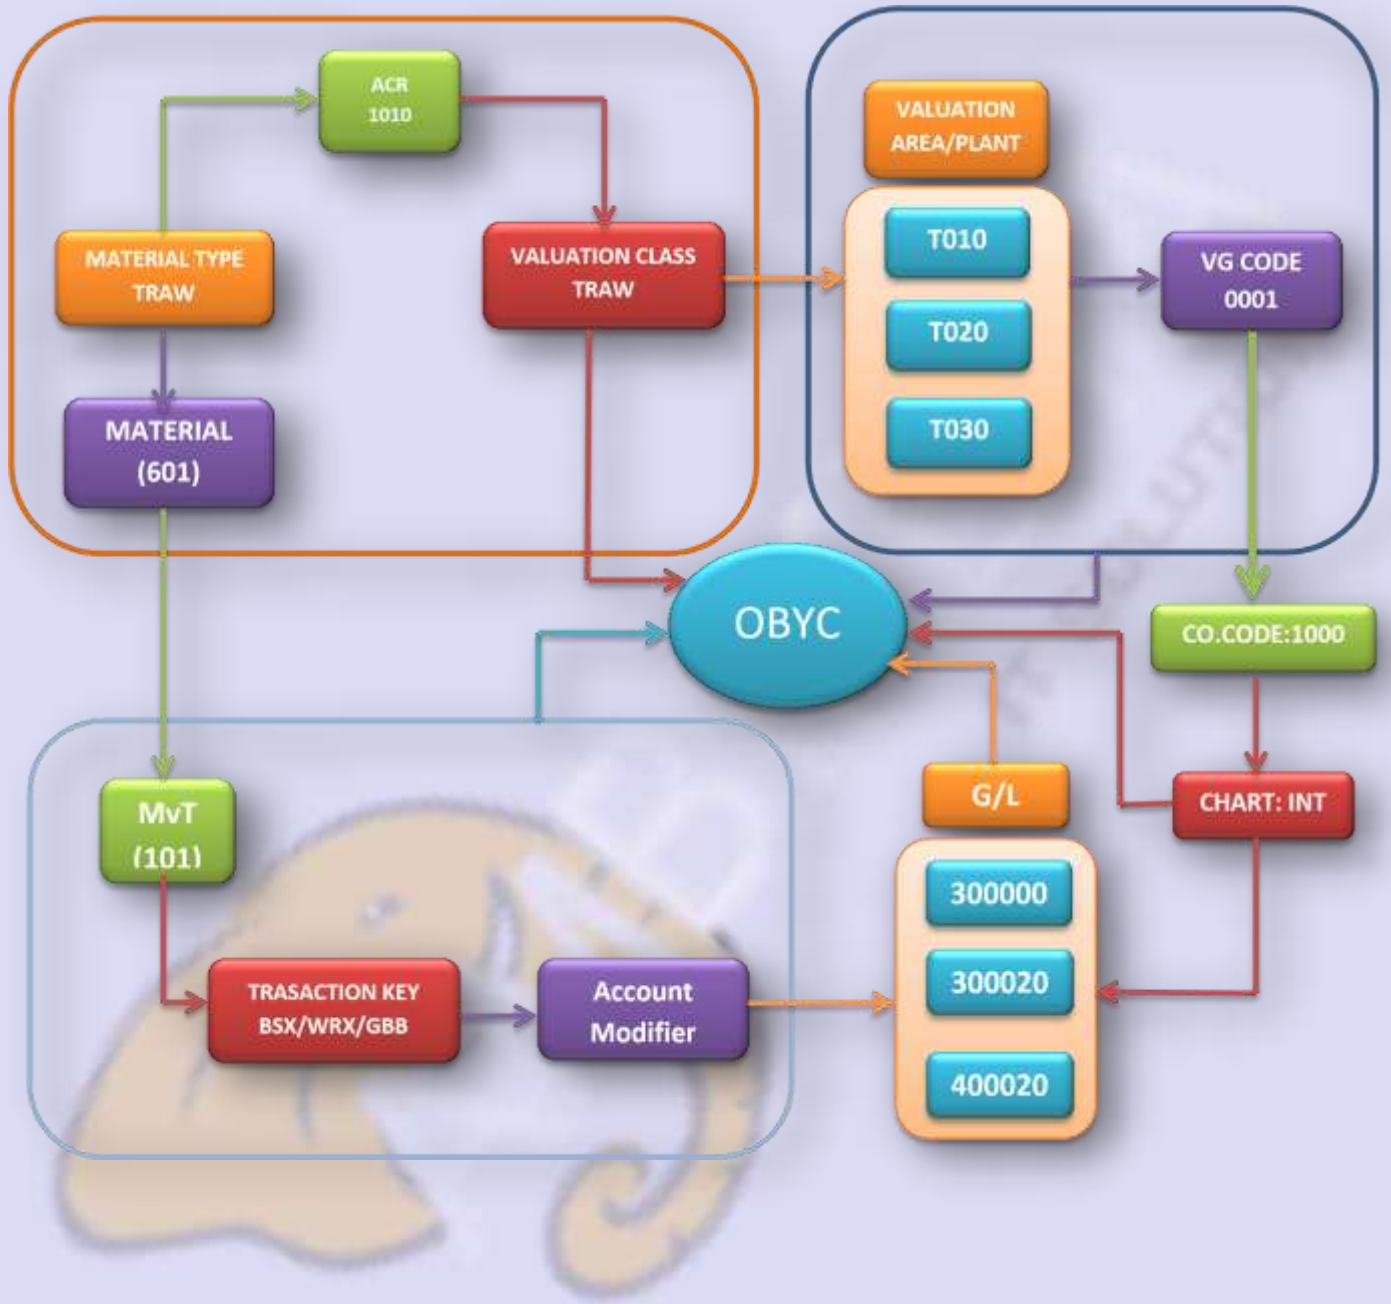 ACR
1010
VALUATION
AREA/PLANT
MATERIAL TYPE
TRAW
VALUATION CLASS
TRAW
T010
T020
T030
VG CODE
0001
MATERIAL
(601)
OBYC
CO.CODE:1000
MvT
(101)
G/L
CHART: INT
300000
300020
400020
TRASACTION KEY
BSX/WRX/GBB
Account
Modifier